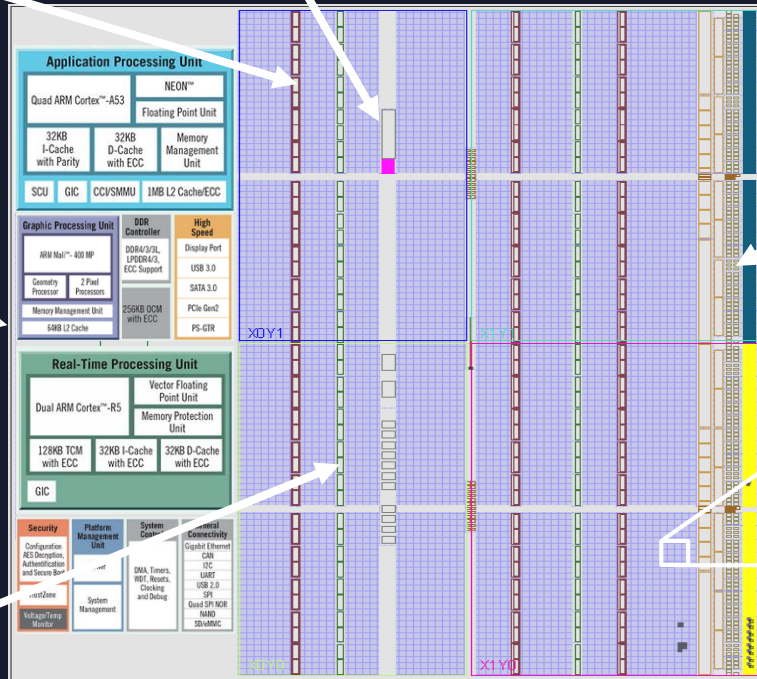 Application Processing Unit
Quad ARM Cortex™-A53
NEON™
Floating Point Unit
32KB
I-Cache
with Parity
32KB
D-Cache
with ECC
Memory
Management
Unit
SCU
GIC
CCI/SMMU
1MB L2 Cache/ECC
Graphic Processing Unit
ARM Mali™- 400 MP
Geometry
Processor
2 Pixel
Processors
Memory Management Unit
64KB L2 Cache
DDR
Controller
DDR4/3/3L,
LPDDR4/3,
ECC Support
256KB OCM
with ECC
High
Speed
Display Port
USB 3.0
SATA 3.0
PCIe Gen2
PS-GTR
Real-Time Processing Unit
Dual ARM Cortex™-R5
Vector Floating
Point Unit
Memory Protection
Unit
128KB TCM
with ECC
32KB I-Cache
with ECC
32KB D-Cache
with ECC
GIC
Security
Configuration
AES Decryption,
Authentication
and Secure Boot
Voltage/Temp
Monitor
Platform
Management
Unit
System
Management
System
DMA, Timers,
WDT, Resets,
Clocking
and Debug
Connectivity
Gigabit Ethernet
CAN
I2C
UART
USB 2.0
SPI
Quad SPI NOR
NAND
SD/eMMC
X0Y1
X1Y0